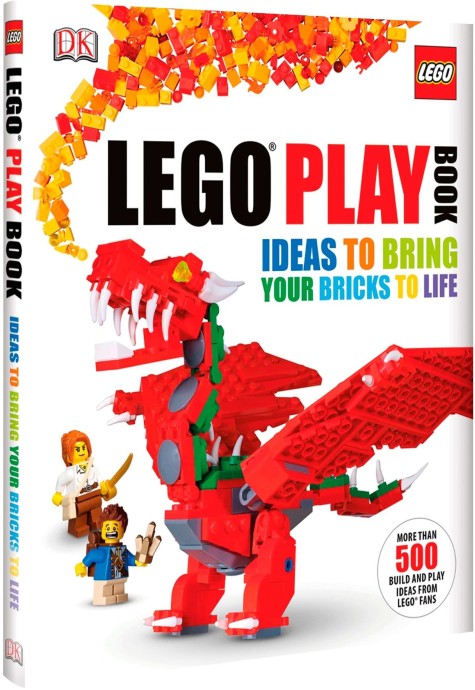 LEGO
LEGO® PLAY BOOK
IDEAS TO BRING YOUR BRICKS TO LIFE
DK
DK
LEGO
LEGO® PLAY BOOK
IDEAS TO BRING
YOUR BRICKS TO LIFE
MORE THAN
500
BUILD AND PLAY
IDEAS FROM
LEGO® FANS